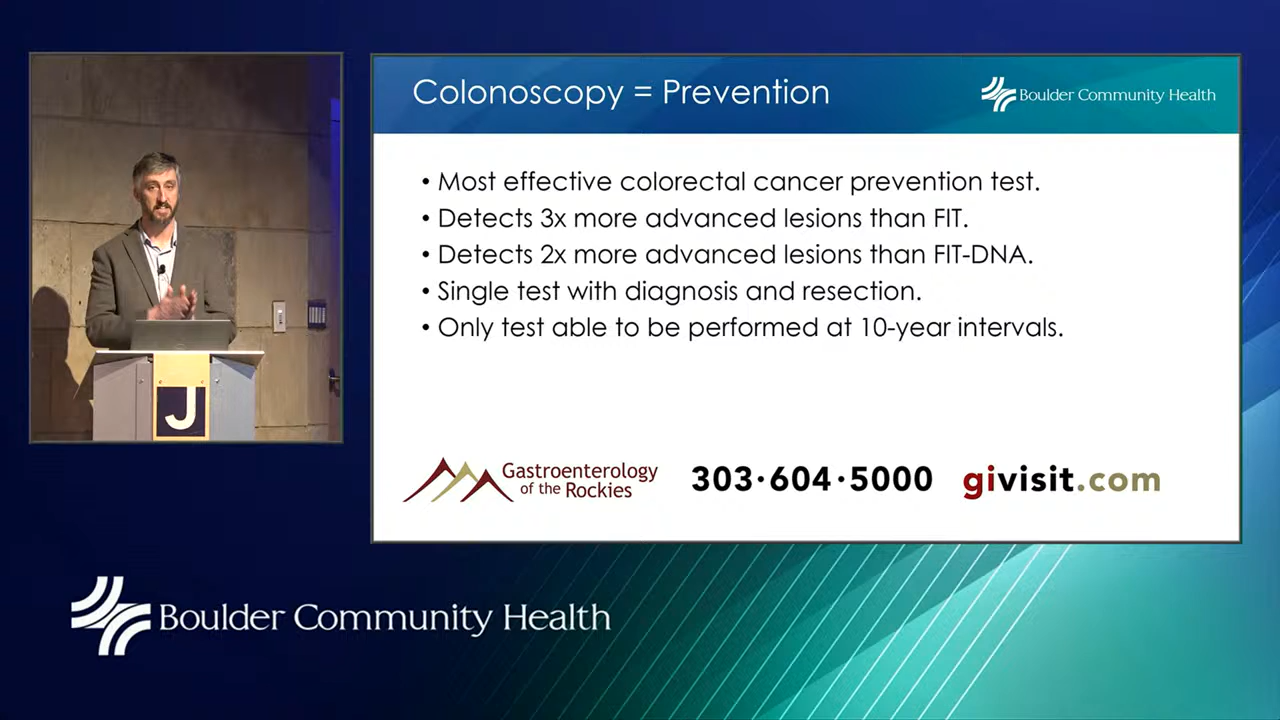 Colonoscopy = Prevention
Boulder Community Health
• Most effective colorectal cancer prevention test.
• Detects 3x more advanced lesions than FIT.
• Detects 2x more advanced lesions than FIT-DNA.
• Single test with diagnosis and resection.
• Only test able to be performed at 10-year intervals.
Gastroenterology
of the Rockies
303·604·5000
givisit.com
J
Boulder Community Health